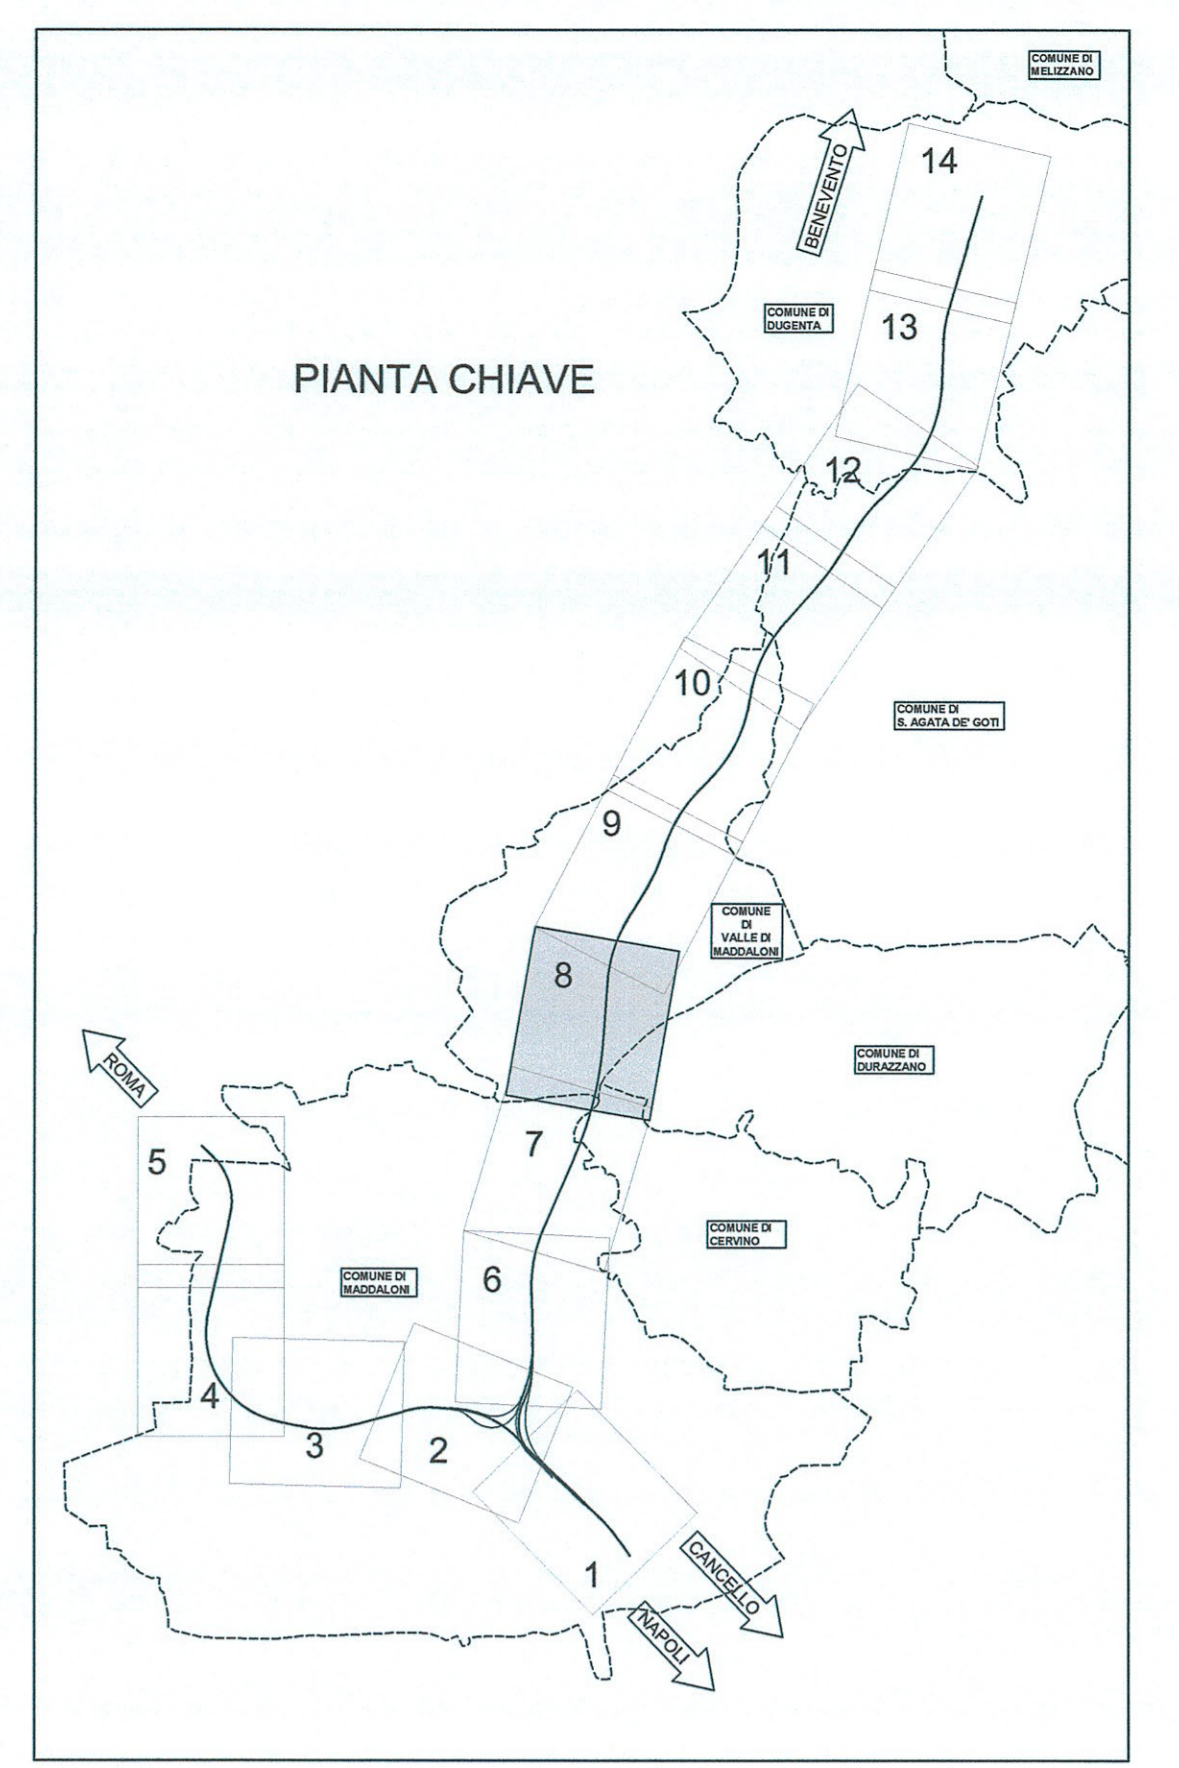 COMUNE DI
MELIZZANO
14
BENEVENTO
COMUNE DI
DUGENTA
13
PIANTA CHIAVE
12
11
10
COMUNE DI
S. AGATA DE' GOTI
9
COMUNE
DI
VALLE DI
MADDALONI
8
ROMA
COMUNE DI
DURAZZANO
7
5
COMUNE DI
CERVINO
6
COMUNE DI
MADDALONI
4
3
2
1
CANCELLO
NAPOLI